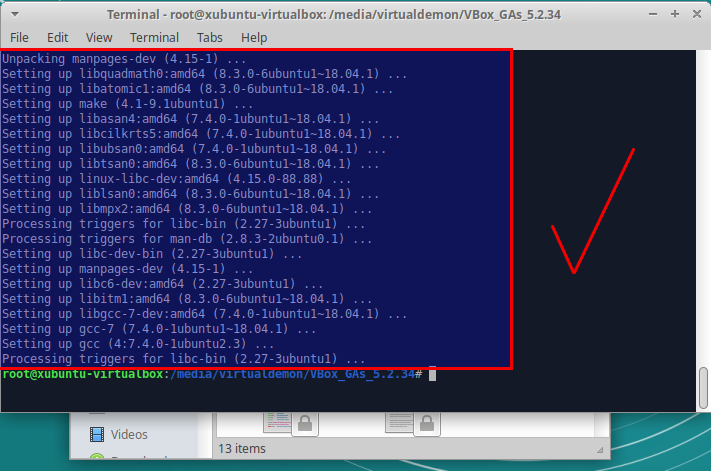 Terminal - root@xubuntu-virtualbox: /media/virtualdemon/VBox_GAs_5.2.34
File Edit View Terminal Tabs Help
Unpacking manpages-dev (4.15-1) ...
Setting up libquadmath0:amd64 (8.3.0-6ubuntu1~18.04.1) ...
Setting up libatomic1:amd64 (8.3.0-6ubuntu1~18.04.1) ...
Setting up make (4.1-9.1ubuntu1) ...
Setting up libasan4:amd64 (7.4.0-1ubuntu1~18.04.1) ...
Setting up libcilkrts5:amd64 (7.4.0-1ubuntu1~18.04.1) ...
Setting up libubsan0:amd64 (7.4.0-1ubuntu1~18.04.1) ...
Setting up libtsan0:amd64 (8.3.0-6ubuntu1~18.04.1) ...
Setting up linux-libc-dev:amd64 (4.15.0-88.88) ...
Setting up liblsan0:amd64 (8.3.0-6ubuntu1~18.04.1) ...
Setting up libmpx2:amd64 (8.3.0-6ubuntu1~18.04.1) ...
Processing triggers for libc-bin (2.27-3ubuntu1) ...
Processing triggers for man-db (2.8.3-2ubuntu0.1) ...
Setting up libc-dev-bin (2.27-3ubuntu1) ...
Setting up manpages-dev (4.15-1) ...
Setting up libc6-dev:amd64 (2.27-3ubuntu1) ...
Setting up libitm1:amd64 (8.3.0-6ubuntu1~18.04.1) ...
Setting up libgcc-7-dev:amd64 (7.4.0-1ubuntu1~18.04.1) ...
Setting up gcc-7 (7.4.0-1ubuntu1~18.04.1) ...
Setting up gcc (4:7.4.0-1ubuntu2.3) ...
Processing triggers for libc-bin (2.27-3ubuntu1) ...
root@xubuntu-virtualbox:/media/virtualdemon/VBox_GAs_5.2.34#
Videos
13 items